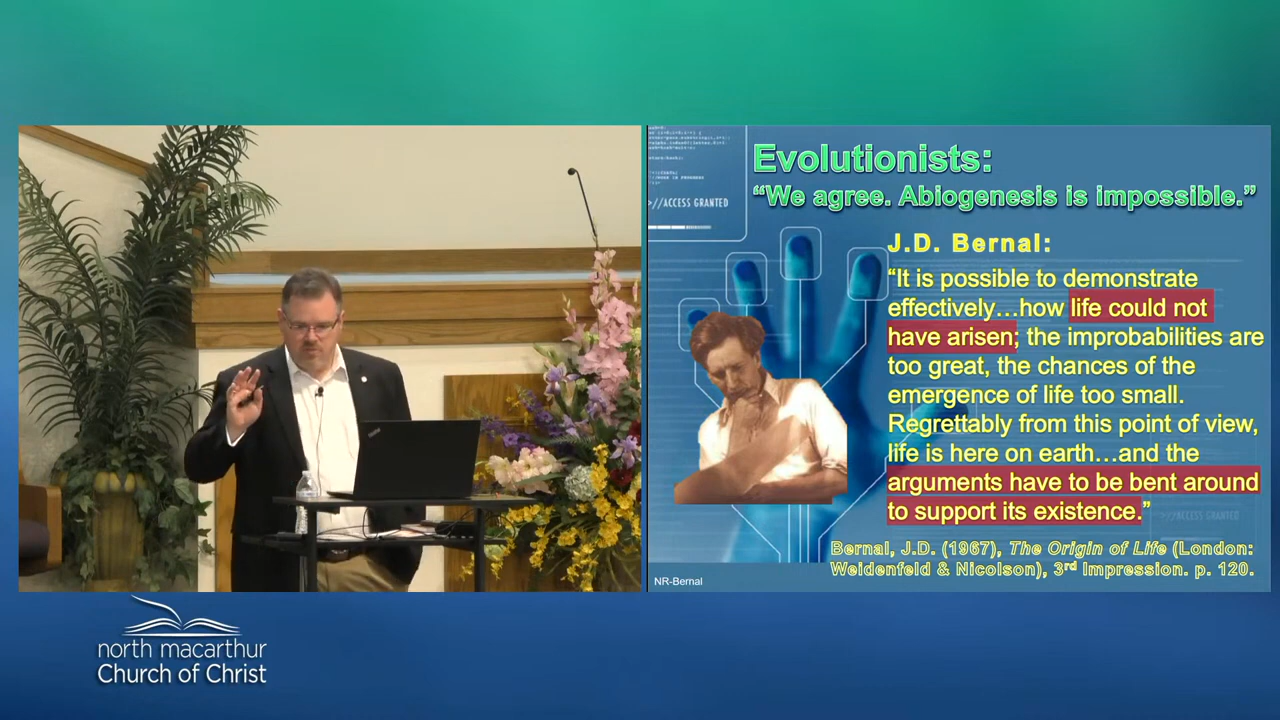 >//ACCESS GRANTED
Evolutionists:
“We agree. Abiogenesis is impossible.”
J.D. Bernal:
“It is possible to demonstrate
effectively…how life could not
have arisen; the improbabilities are
too great, the chances of the
emergence of life too small.
Regrettably from this point of view,
life is here on earth…and the
arguments have to be bent around
to support its existence.”
>//ACCESS GRANTED
Bernal, J.D. (1967), The Origin of Life (London:
Weidenfeld & Nicolson), 3rd Impression. p. 120.
NR-Bernal
ThinkPad
north macarthur
Church of Christ